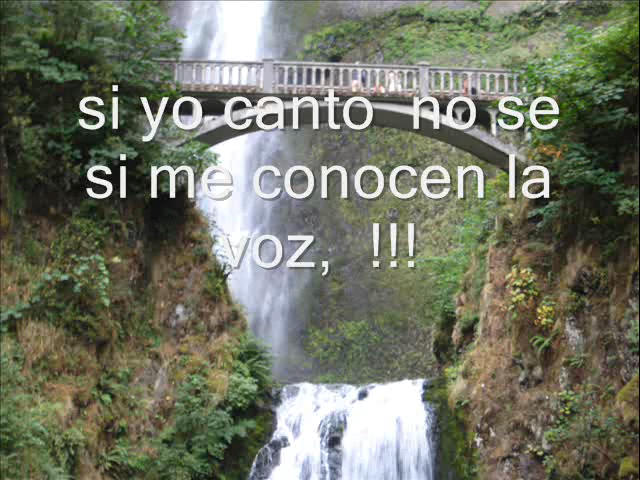 si yo canto  no se
si me conocen la
voz,  !!!